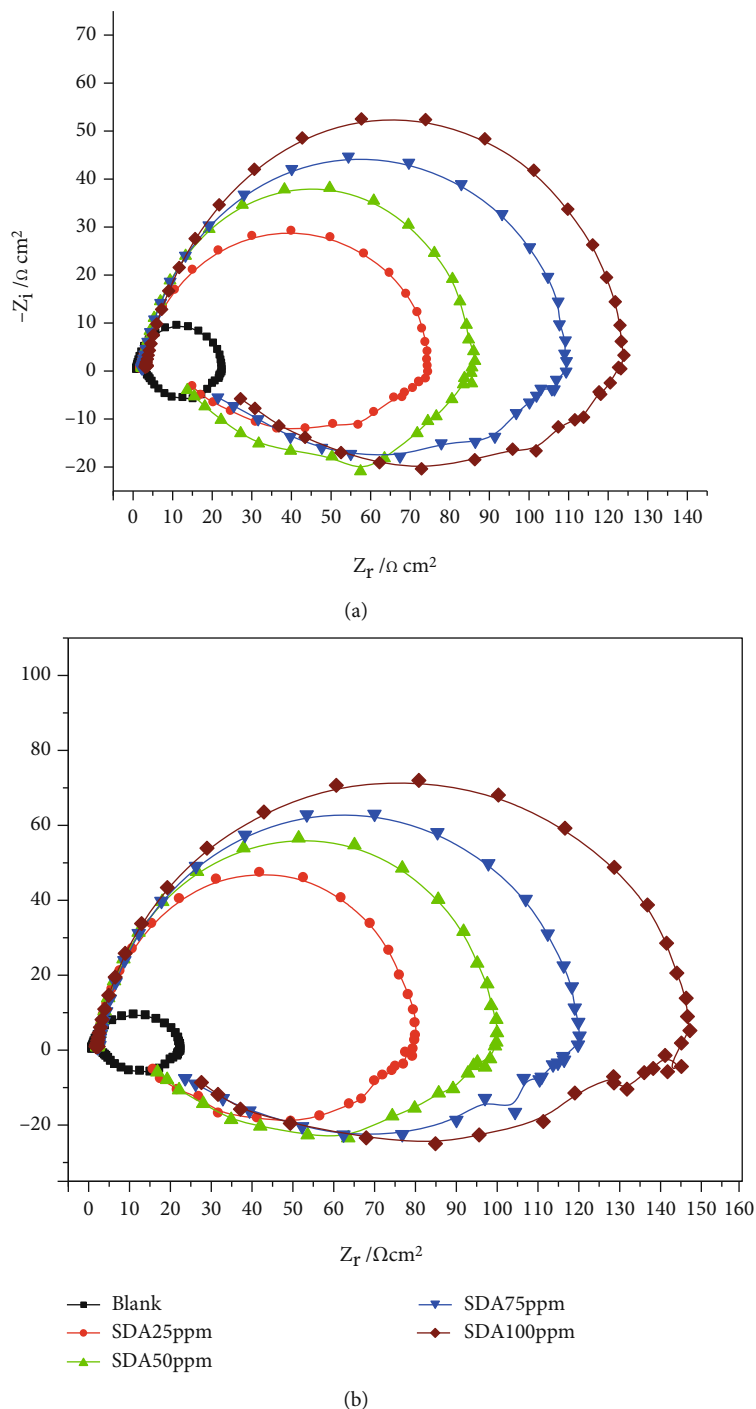 70
60
50
40
30
20
10
0
−10
−20
−Zi /Ω cm²
0 10 20 30 40 50 60 70 80 90 100 110 120 130 140
Zr /Ω cm²
(a)
100
80
60
40
20
0
−20
0 10 20 30 40 50 60 70 80 90 100 110 120 130 140 150 160
Zr /Ωcm²
Blank
SDA25ppm
SDA50ppm
SDA75ppm
SDA100ppm
(b)